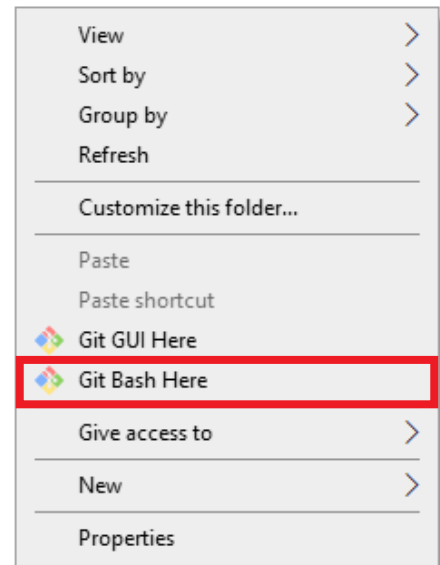 View
Sort by
Group by
Refresh
Customize this folder...
Paste
Paste shortcut
Git GUI Here
Git Bash Here
Give access to
New
Properties